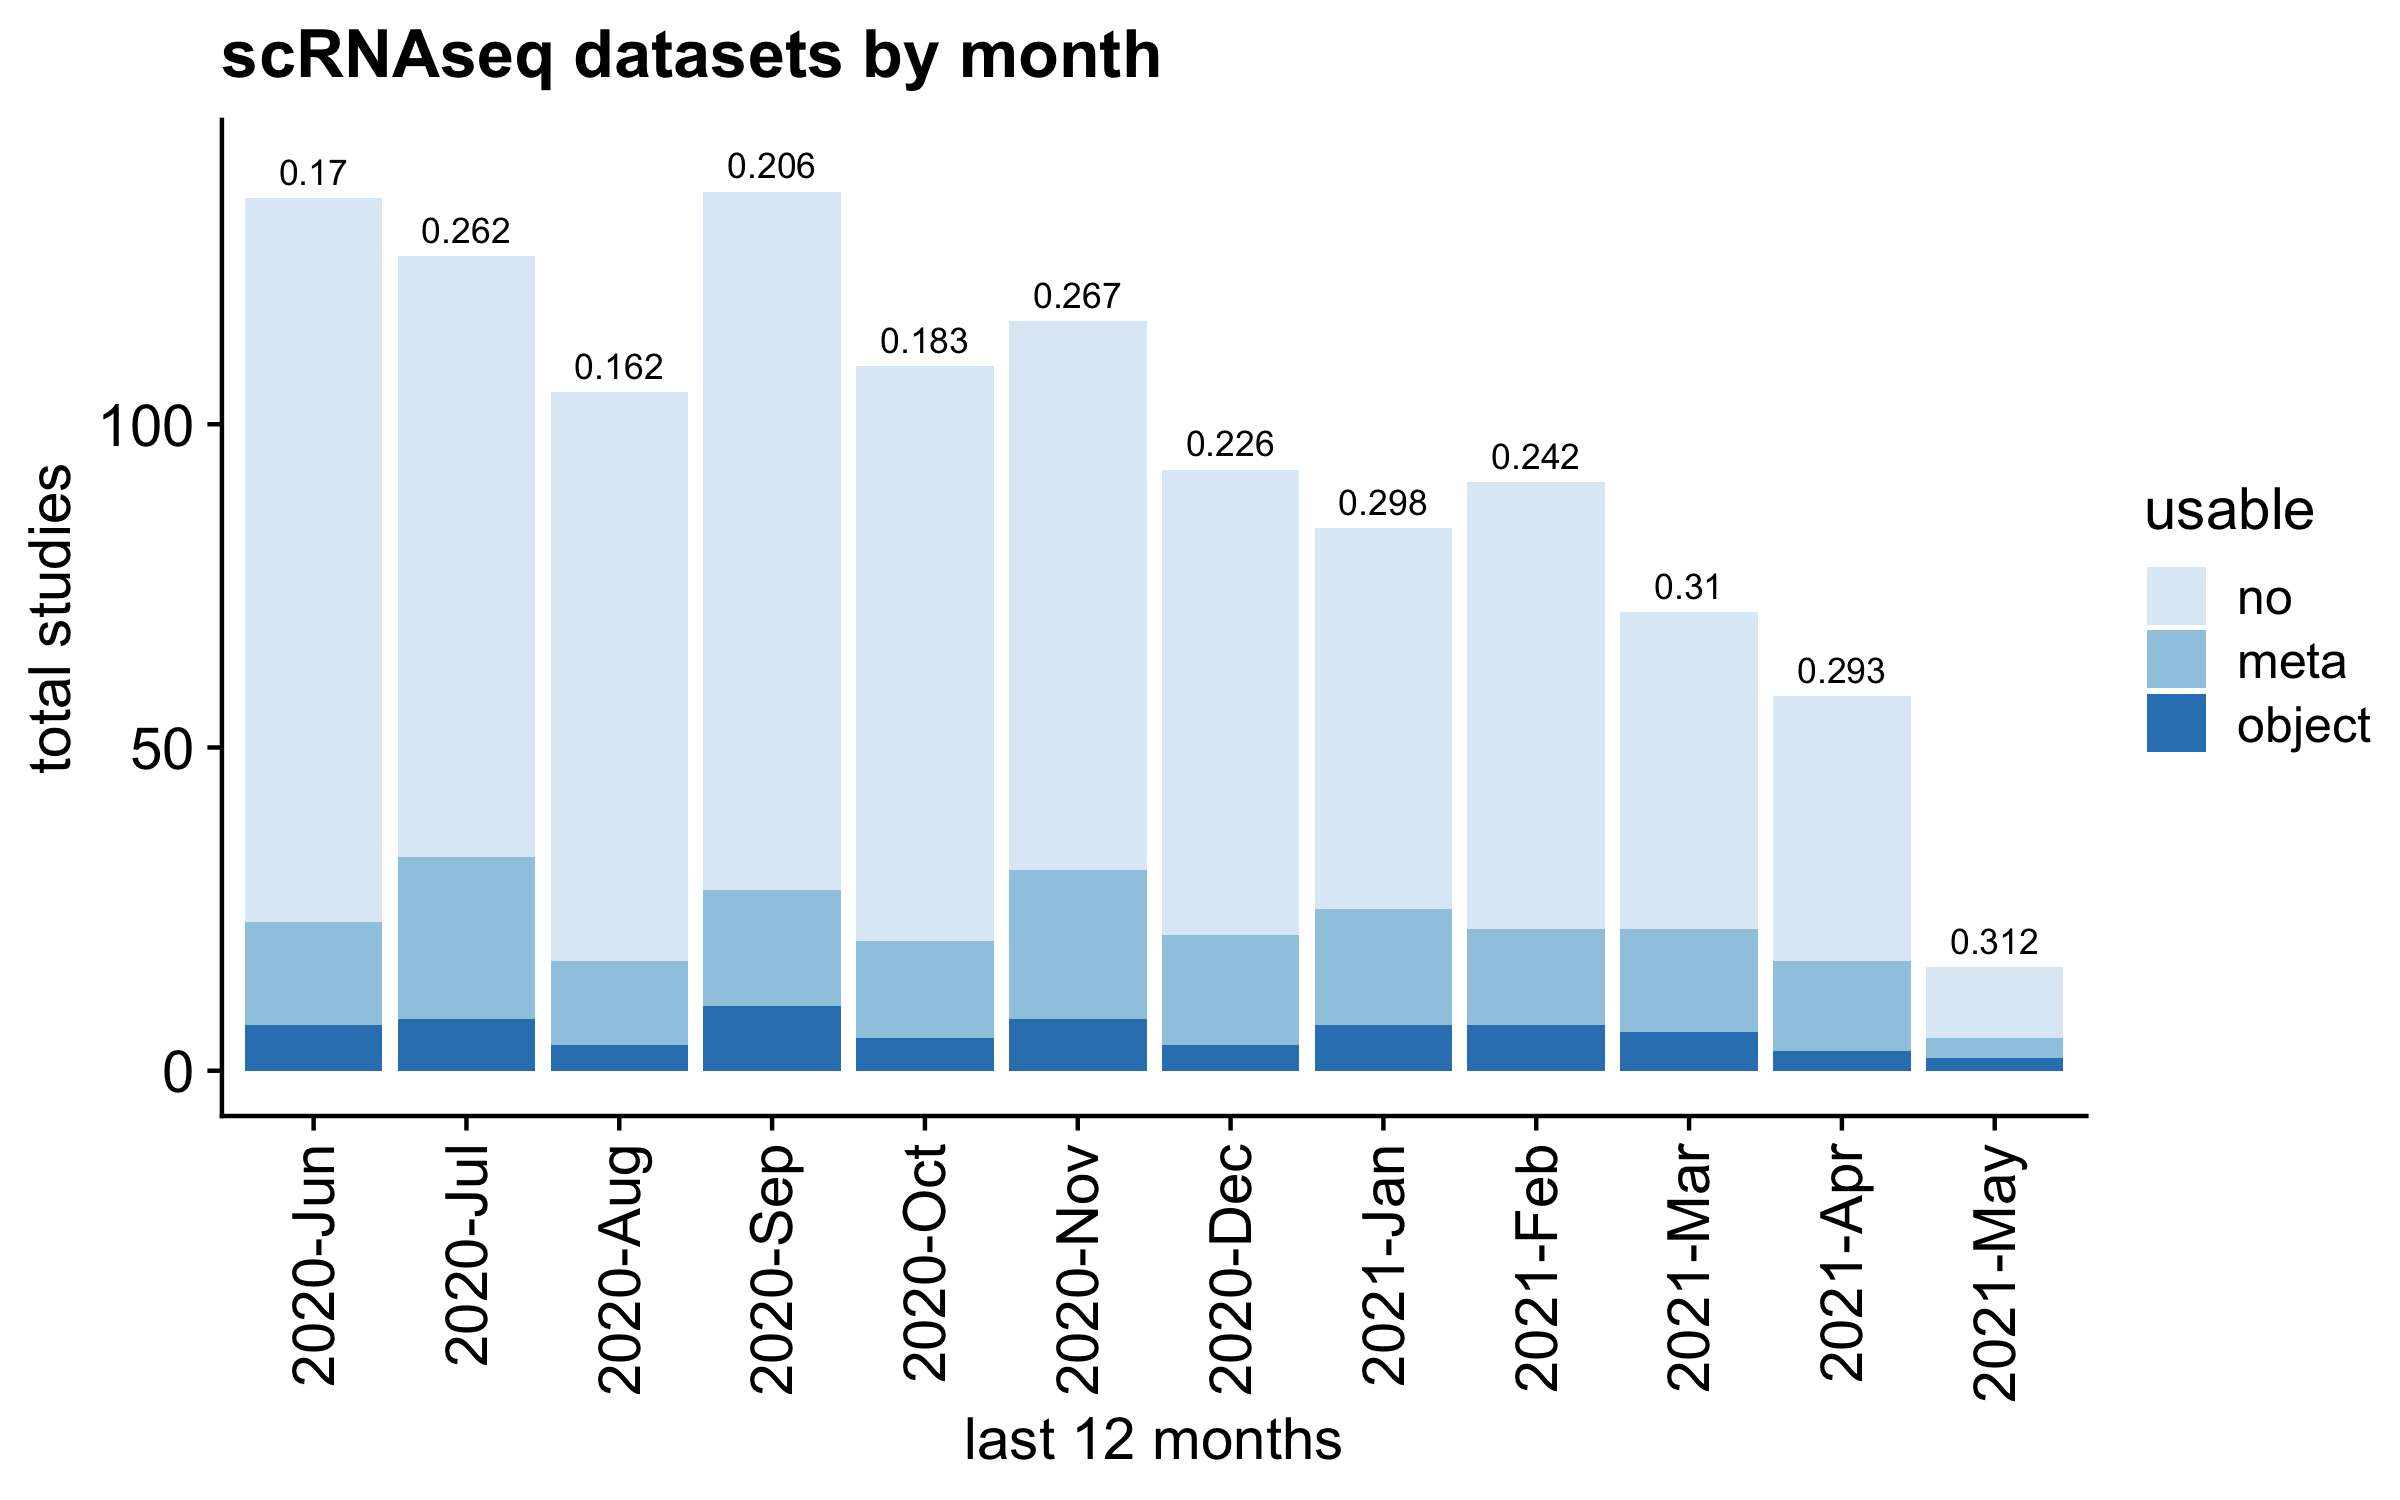 scRNAseq datasets by month
0.17
0.262
0.162
0.206
0.183
0.267
0.226
0.298
0.242
0.31
0.293
0.312
total studies
100
50
0
2020-Jun
2020-Jul
2020-Aug
2020-Sep
2020-Oct
2020-Nov
2020-Dec
2021-Jan
2021-Feb
2021-Mar
2021-Apr
2021-May
last 12 months
usable
no
meta
object